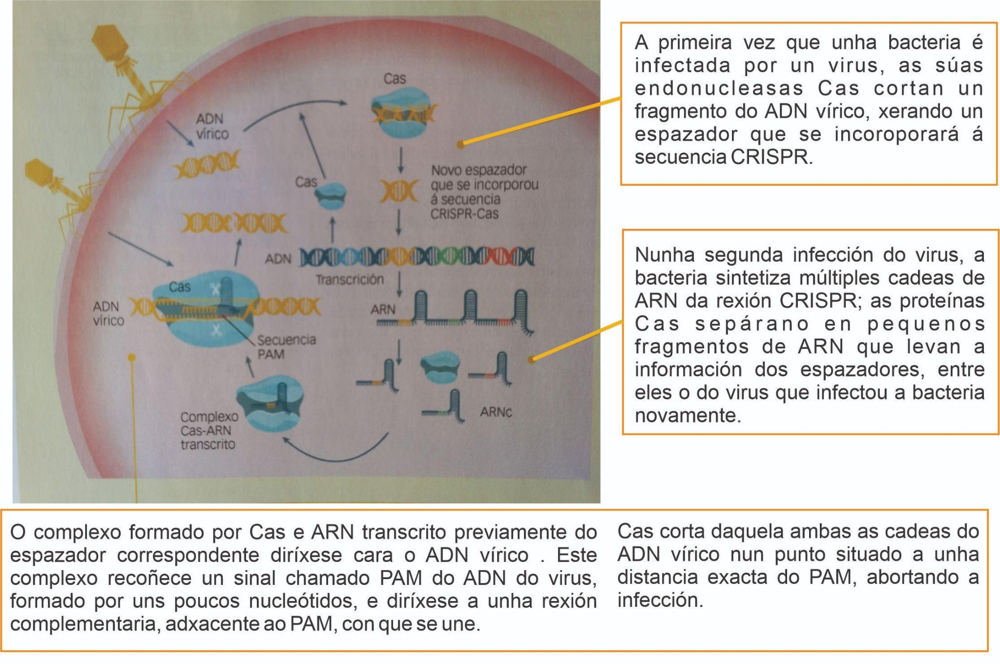 A primeira vez que unha bacteria é
infectada por un virus, as súas
endonucleasas Cas cortan un
fragmento do ADN vírico, xerando un
espazador que se incoroporará á
secuencia CRISPR.
Cas
ADN
vírico
Cas
Novo espazador
que se incorporou
á secuencia
CRISPR-Cas
ADN
Transcrición
Cas
ADN
vírico
ARN
Secuencia
PAM
Complexo
Cas-ARN
transcrito
ARNc
Nunha segunda infección do virus, a
bacteria sintetiza múltiples cadeas de
ARN da rexión CRISPR; as proteínas
Cas sepárano en pequenos
fragmentos de ARN que levan a
información dos espazadores, entre
eles o do virus que infectou a bacteria
novamente.
O complexo formado por Cas e ARN transcrito previamente do
espazador correspondente diríxese cara o ADN vírico . Este
complexo recoñece un sinal chamado PAM do ADN do virus,
formado por uns poucos nucleótidos, e diríxese a unha rexión
complementaria, adxacente ao PAM, con que se une.
Cas corta daquela ambas as cadeas do
ADN vírico nun punto situado a unha
distancia exacta do PAM, abortando a
infección.